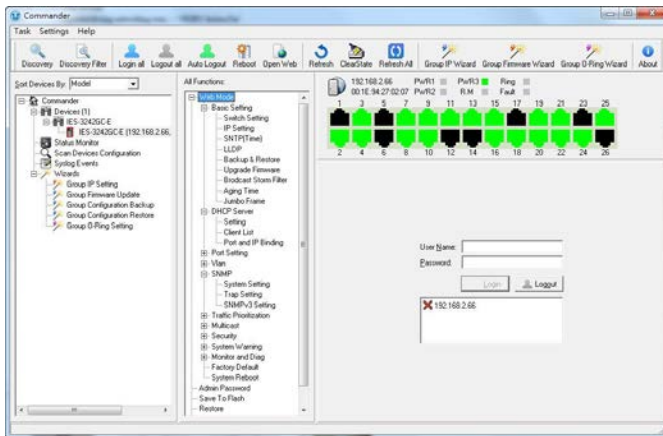 Commander
Task Settings Help
Discovery Discovery Filter Login all Logout all Auto Logout Reboot Open Web Refresh ClearState Refresh All Group IP Wizard Group Firmware Wizard Group O-Ring Wizard About
Sort Devices By: Model
Commander
Devices (1)
IES-3242GC-E
IES-3242GC-E (192.168.2.66,
Status Monitor
Scan Devices Configuration
Syslog Events
Wizards
Group IP Setting
Group Firmware Update
Group Configuration Backup
Group Configuration Restore
Group O-Ring Setting
All Functions:
Web Mode
Basic Setting
Switch Setting
IP Setting
SNTP(Time)
LLDP
Backup & Restore
Upgrade Firmware
Brodcast Storm Filter
Aging Time
Jumbo Frame
DHCP Server
Setting
Client List
Port and IP Binding
Port Setting
Vlan
SNMP
System Setting
Trap Setting
SNMPv3 Setting
Traffic Prioritization
Multicast
Security
System Warning
Monitor and Diag
Factory Default
System Reboot
Admin Password
Save To Flash
Restore
192.168.2.66 PWR1 PWR3 Ring
00:1E:94:27:02:07 PWR2 R.M Fault
1 3 5 7 9 11 13 15 17 19 21 23 25
2 4 6 8 10 12 14 16 18 20 22 24 26
User Name:
Password:
Login Logout
192.168.2.66